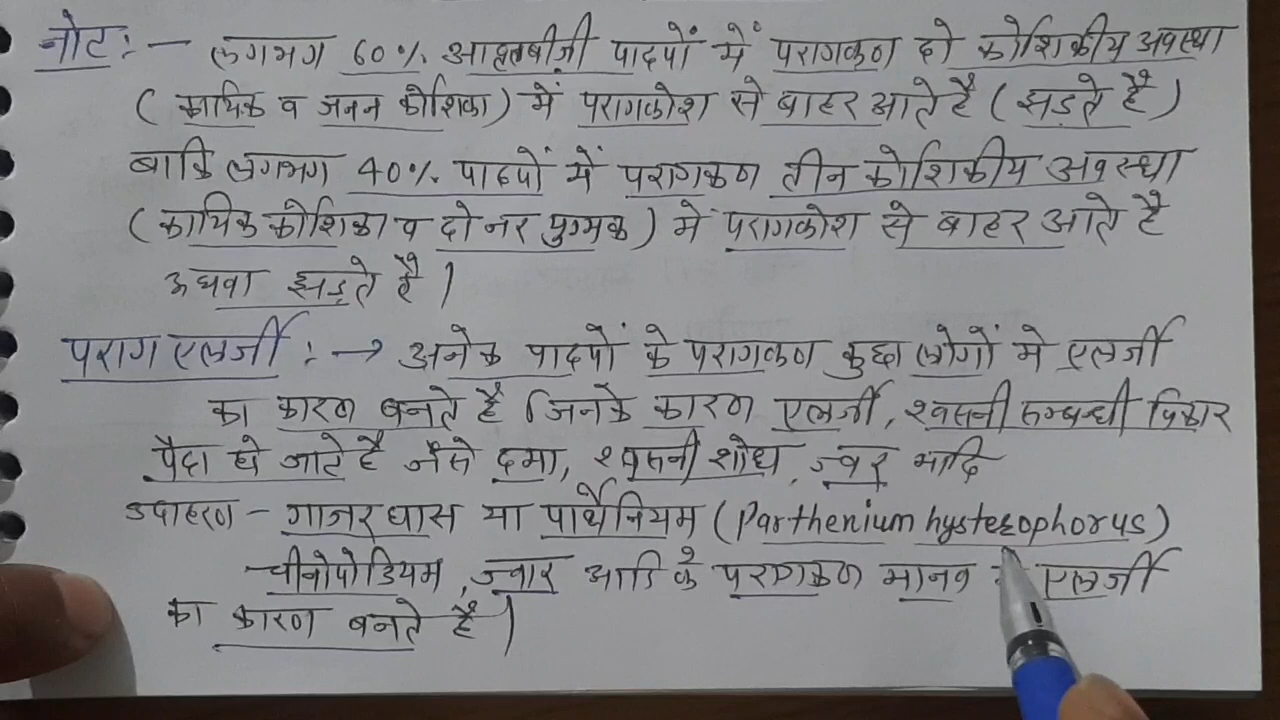 नोट:- लगभग 60% आवृतबीजी पादपों में परागकण दो कोशिकीय अवस्था
(कायिक व जनन कोशिका) में परागकोश से बाहर आते है (झड़ते है)
बाकि लगभग 40% पादपों में परागकण तीन कोशिकीय अवस्था
(कायिक कोशिका व दो नर युग्मक) में परागकोश से बाहर आते है
अथवा झड़ते है।
पराग एलर्जी :→ अनेक पादपों के परागकण कुछ लोगों मे एलर्जी
का कारण बनते है जिनके कारण एलर्जी, श्वसनी सम्बन्धी विकार
पैदा हो जाते है जैसे दमा, श्वसनी शोथ, ज्वर आदि
उदाहरण - गाजर घास या पार्थेनियम (Parthenium hysterophorus)
चीनोपोडियम, ज्वार आदि के परागकण मानव एलर्जी
का कारण बनते है।